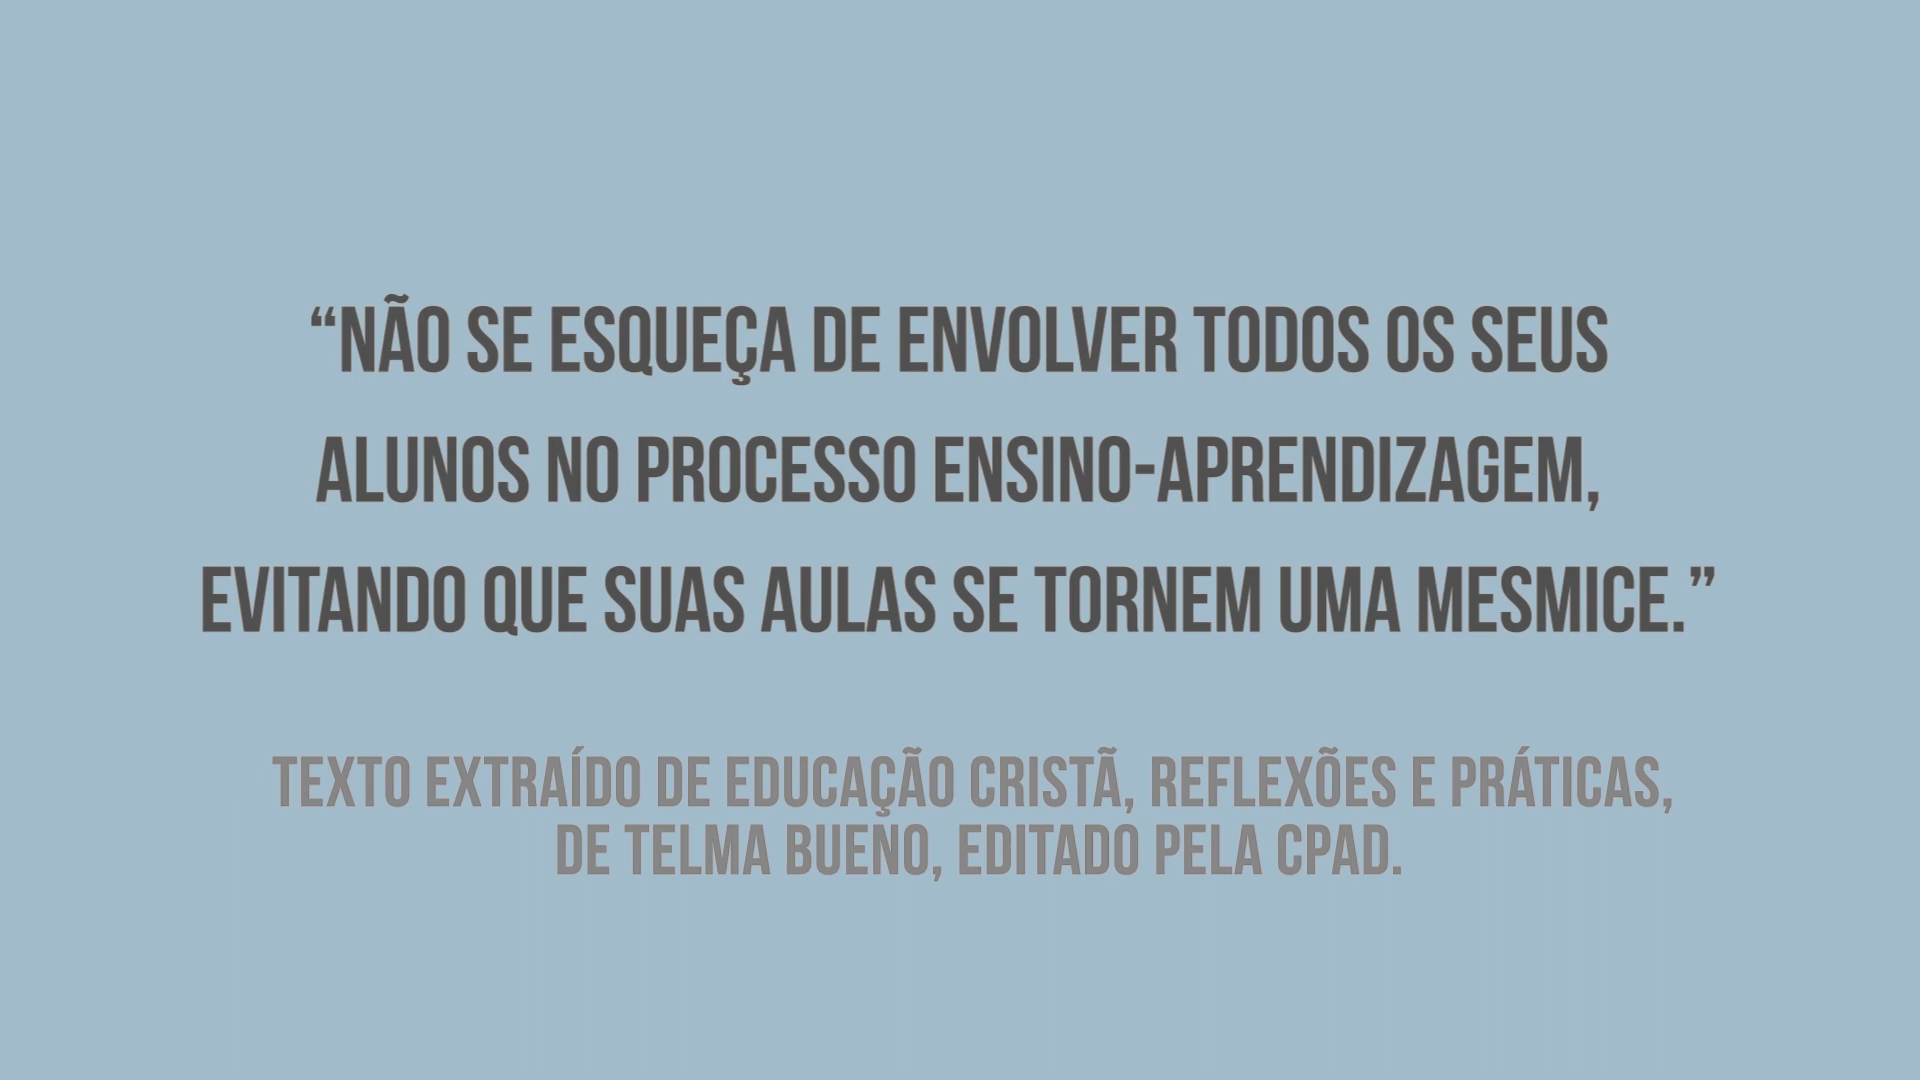 “NÃO SE ESQUEÇA DE ENVOLVER TODOS OS SEUS
ALUNOS NO PROCESSO ENSINO-APRENDIZAGEM,
EVITANDO QUE SUAS AULAS SE TORNEM UMA MESMICE.”
TEXTO EXTRAÍDO DE EDUCAÇÃO CRISTÃ, REFLEXÕES E PRÁTICAS,
DE TELMA BUENO, EDITADO PELA CPAD.